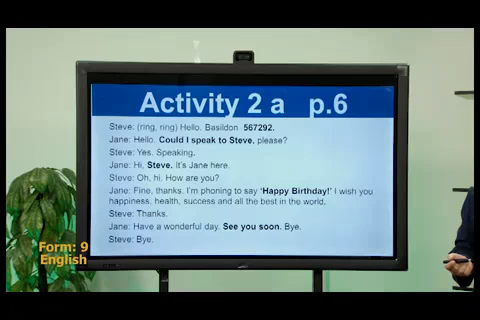 Activity 2 a p.6
Steve: (ring, ring) Hello. Basildon 567292.
Jane: Hello. Could I speak to Steve, please?
Steve: Yes. Speaking.
Jane: Hi, Steve. It's Jane here.
Steve: Oh, hi. How are you?
Jane: Fine, thanks. I'm phoning to say 'Happy Birthday!' I wish you
happiness, health, success and all the best in the world.
Steve: Thanks.
Jane: Have a wonderful day. See you soon. Bye.
Steve: Bye.
Form: 9
English